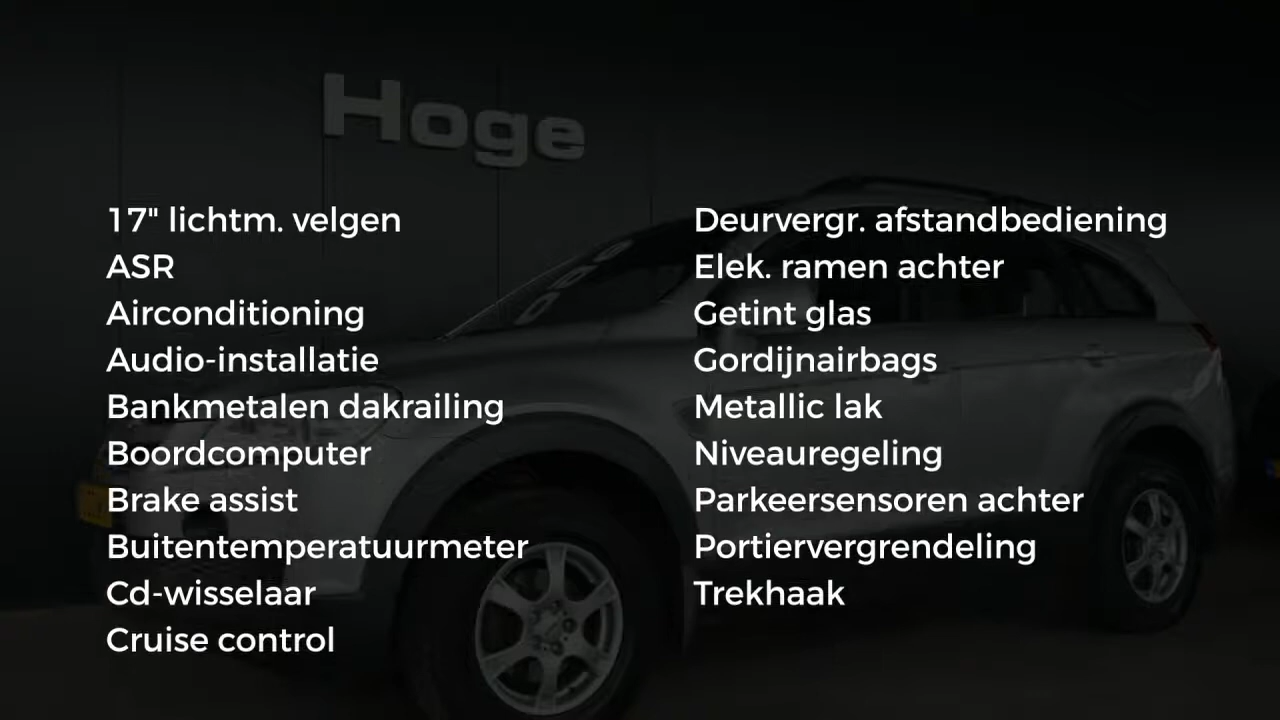 Hoge
17" lichtm. velgen
ASR
Airconditioning
Audio-installatie
Bankmetalen dakrailing
Boordcomputer
Brake assist
Buitentemperatuurmeter
Cd-wisselaar
Cruise control
Deurvergr. afstandbediening
Elek. ramen achter
Getint glas
Gordijnairbags
Metallic lak
Niveauregeling
Parkeersensoren achter
Portiervergrendeling
Trekhaak